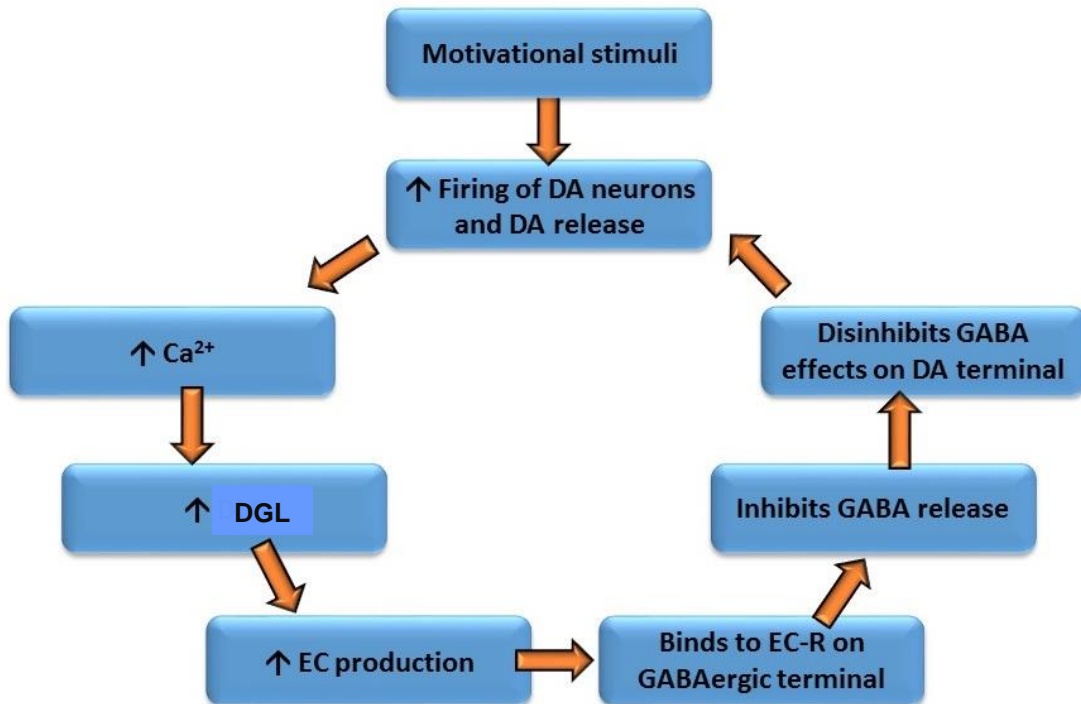 Motivational stimuli
↑ Firing of DA neurons
and DA release
↑ Ca²⁺
↑ DGL
↑ EC production
Binds to EC-R on
GABAergic terminal
Inhibits GABA release
Disinhibits GABA
effects on DA terminal